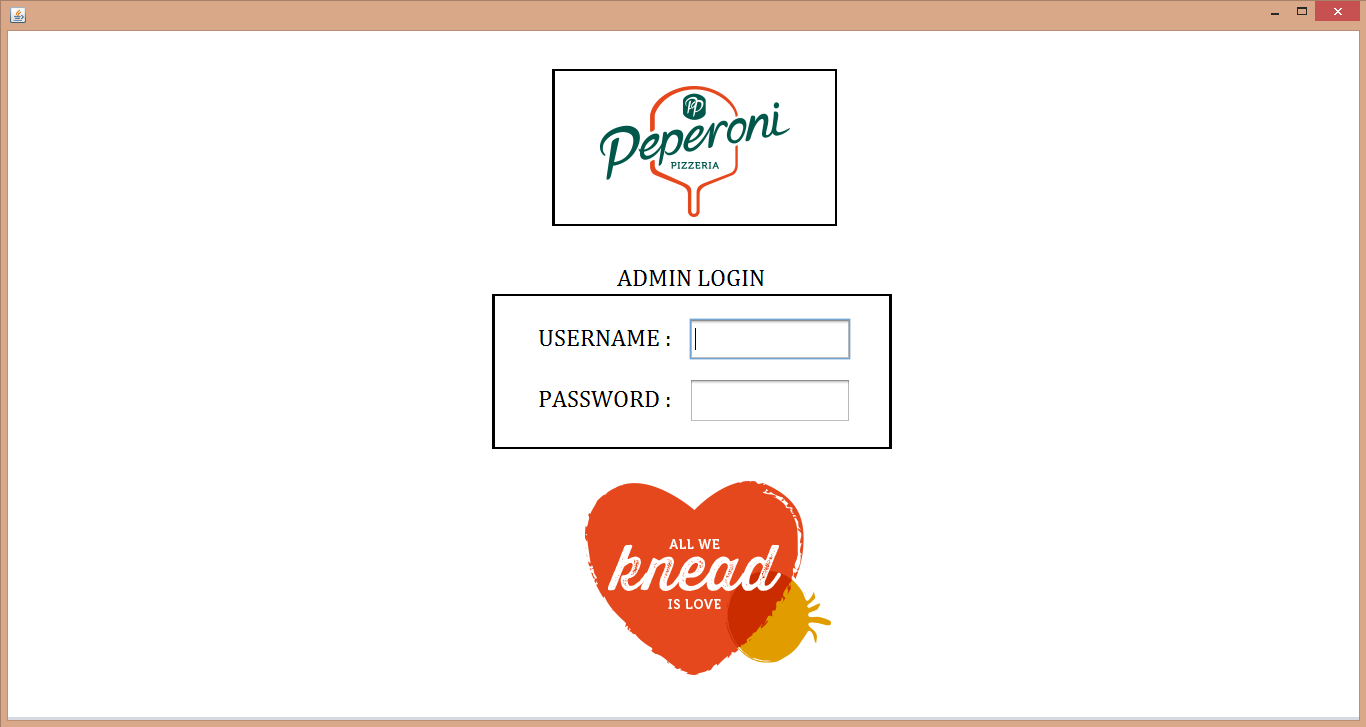 PP
Peperoni
PIZZERIA
ADMIN LOGIN
USERNAME :
PASSWORD :
ALL WE
knead
IS LOVE